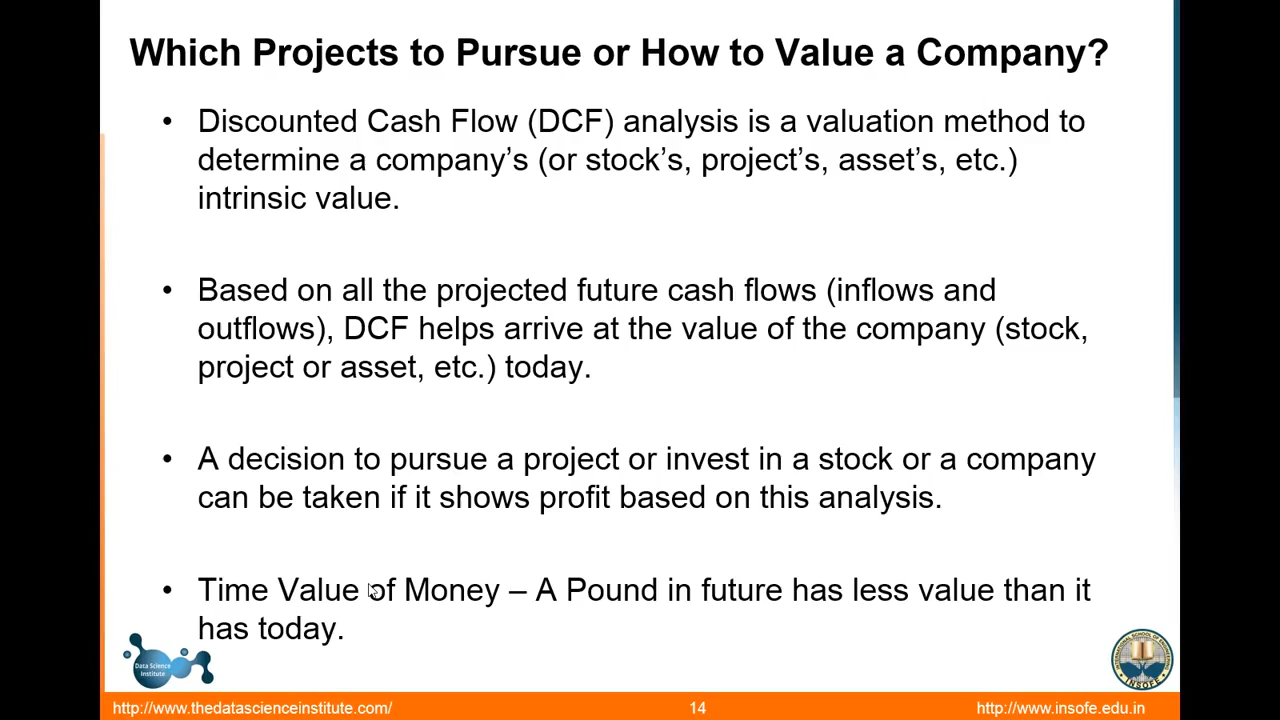 Which Projects to Pursue or How to Value a Company?
• Discounted Cash Flow (DCF) analysis is a valuation method to
determine a company’s (or stock’s, project’s, asset’s, etc.)
intrinsic value.
• Based on all the projected future cash flows (inflows and
outflows), DCF helps arrive at the value of the company (stock,
project or asset, etc.) today.
• A decision to pursue a project or invest in a stock or a company
can be taken if it shows profit based on this analysis.
• Time Value of Money – A Pound in future has less value than it
has today.
Data Science
Institute
INTERNATIONAL SCHOOL OF ENGINEERING
INSOFE
http://www.thedatascienceinstitute.com/
14
http://www.insofe.edu.in